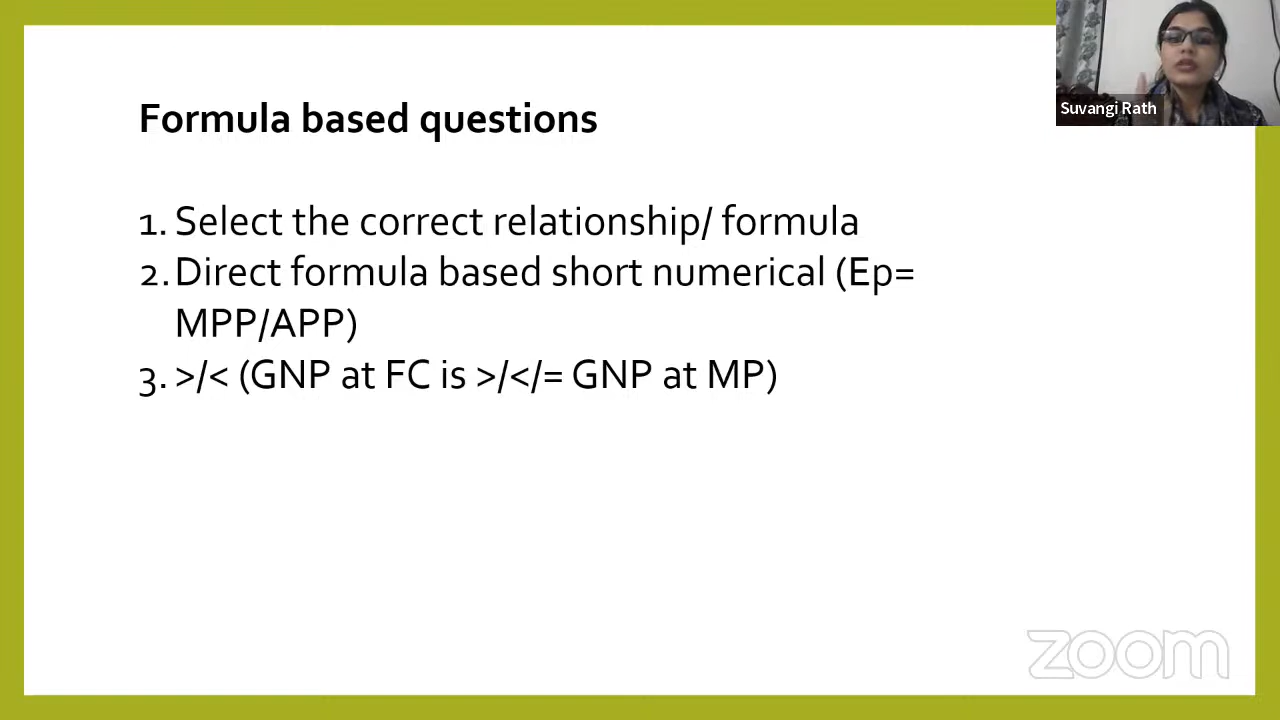 Suvangi Rath
Formula based questions
1. Select the correct relationship/ formula
2. Direct formula based short numerical (Ep=
MPP/APP)
3. >/< (GNP at FC is >/</= GNP at MP)
zoom